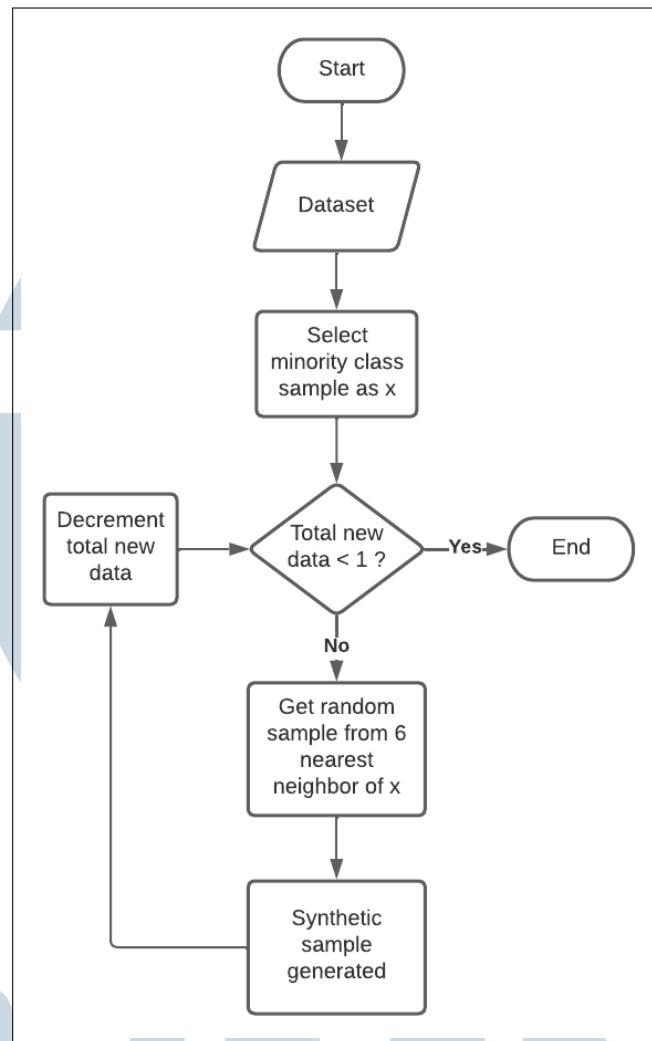 Start
Dataset
Select
minority class
sample as x
Decrement
total new
data
Total new
data < 1 ?
Yes
End
No
Get random
sample from 6
nearest
neighbor of x
Synthetic
sample
generated